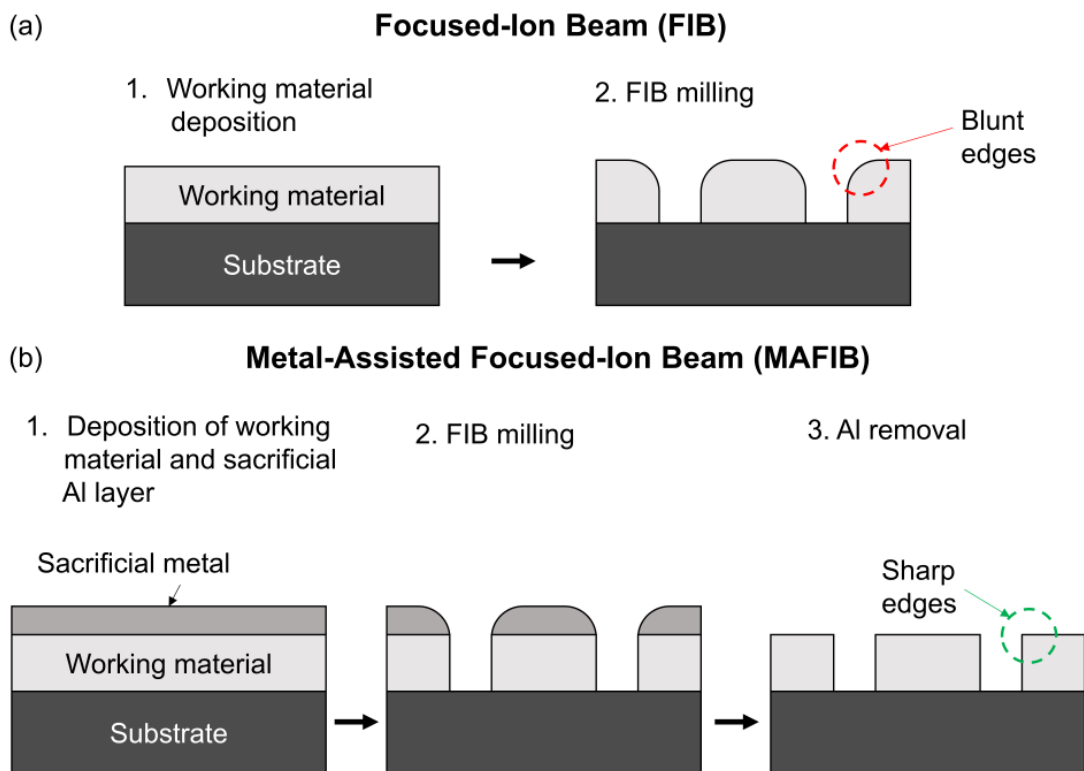 (a)
Focused-Ion Beam (FIB)
1. Working material
deposition
2. FIB milling
Blunt
edges
Working material
Substrate
(b)
Metal-Assisted Focused-Ion Beam (MAFIB)
1. Deposition of working
material and sacrificial
Al layer
2. FIB milling
3. Al removal
Sacrificial metal
Sharp
edges
Working material
Substrate